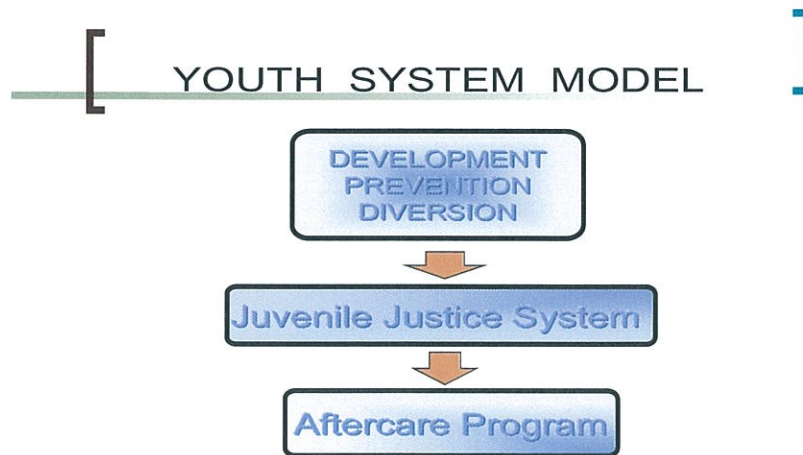 YOUTH SYSTEM MODEL
DEVELOPMENT
PREVENTION
DIVERSION
Juvenile Justice System
Aftercare Program